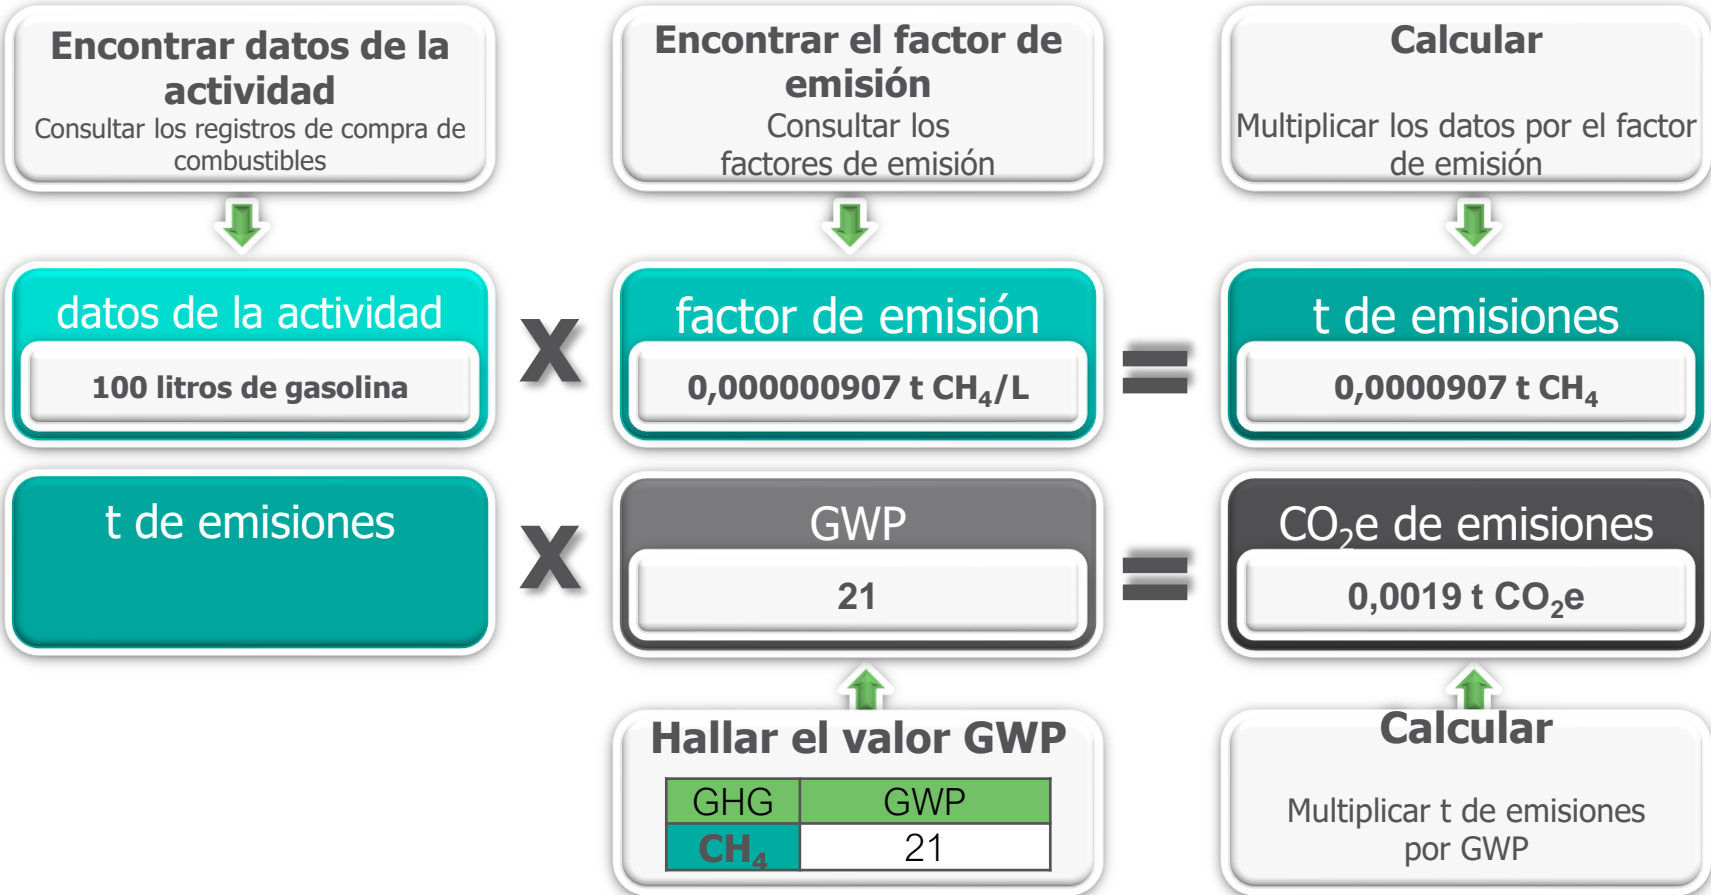 Encontrar datos de la
actividad
Consultar los registros de compra de
combustibles
Encontrar el factor de
emisión
Consultar los
factores de emisión
Calcular
Multiplicar los datos por el factor
de emisión
datos de la actividad
100 litros de gasolina
X
factor de emisión
0,000000907 t CH₄/L
=
t de emisiones
0,0000907 t CH₄
t de emisiones
X
GWP
21
=
CO₂e de emisiones
0,0019 t CO₂e
Hallar el valor GWP
GHG GWP
CH₄ 21
Calcular
Multiplicar t de emisiones
por GWP